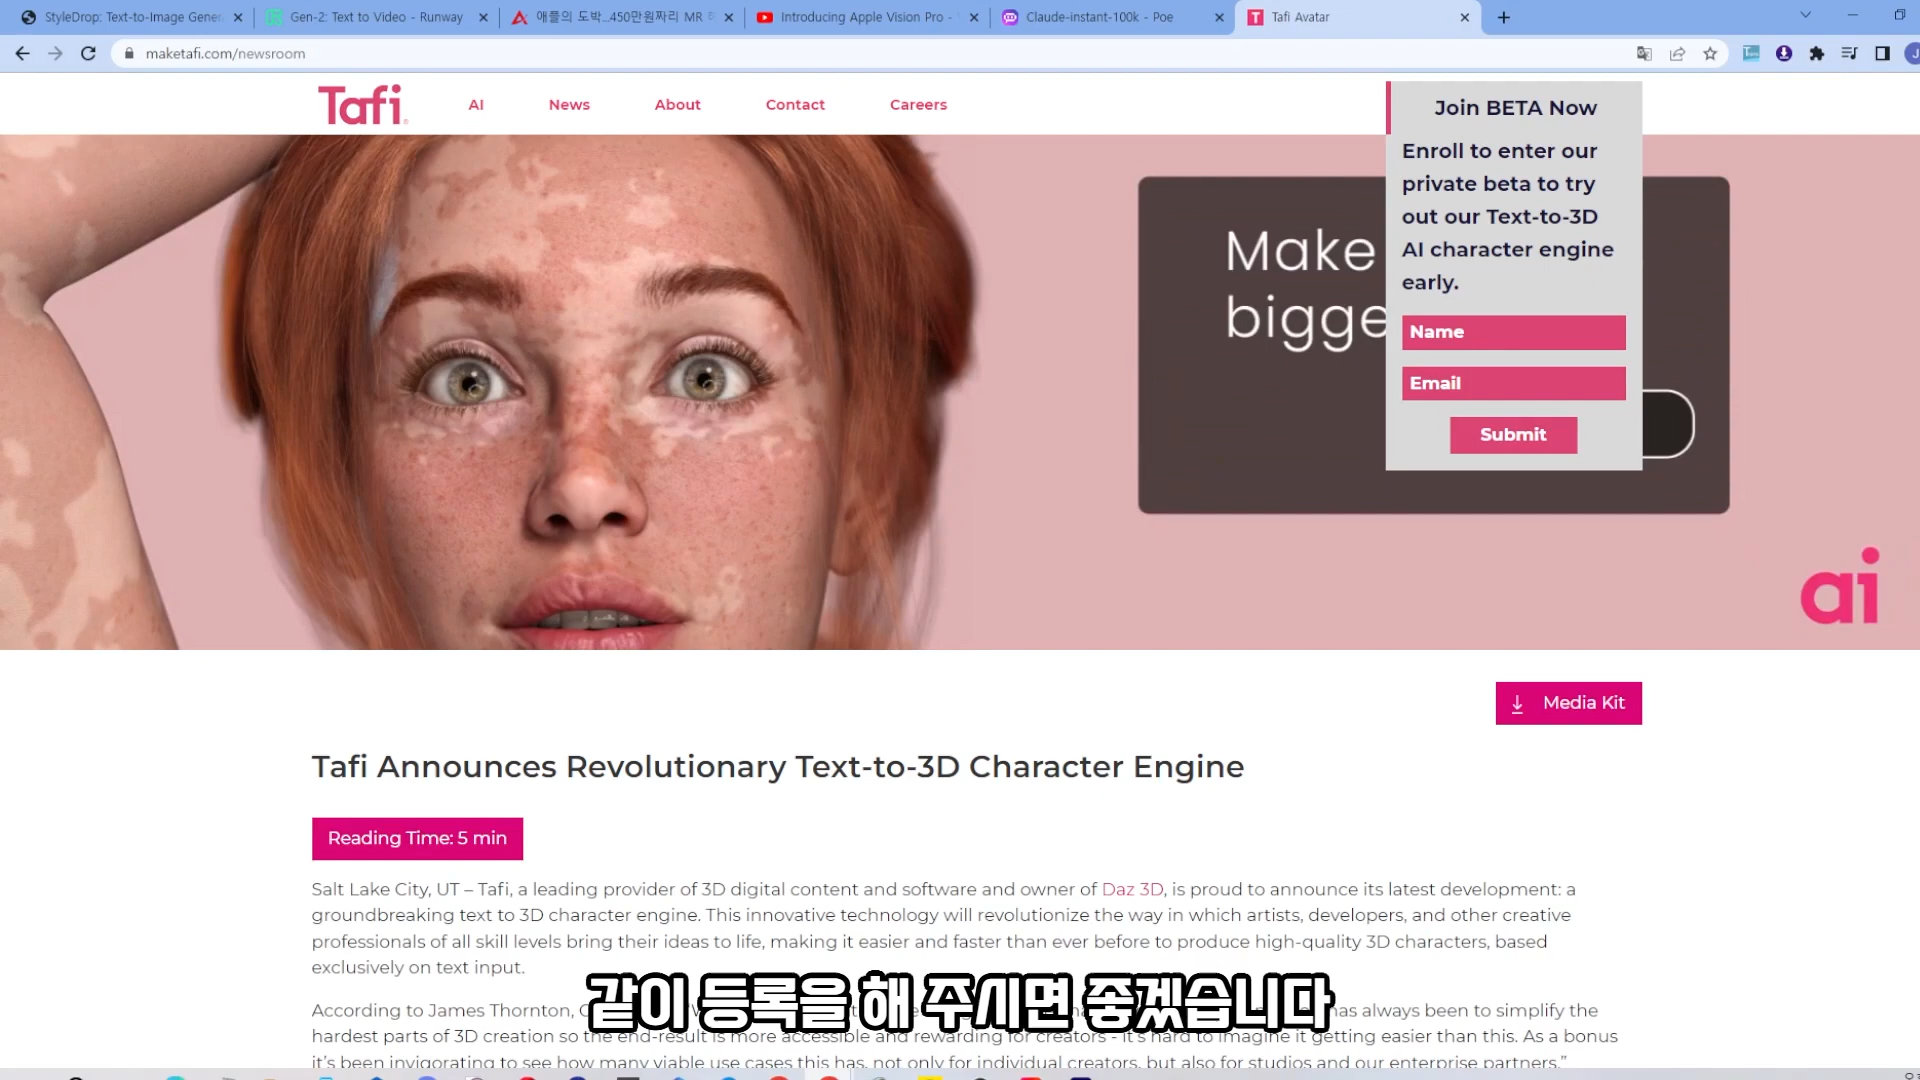 StyleDrop: Text-to-Image Gener
Gen-2: Text to Video - Runway
애플의 도박...450만원짜리 MR
Introducing Apple Vision Pro -
Claude-instant-100k - Poe
Tafi Avatar
maketafi.com/newsroom
Tafi
AI
News
About
Contact
Careers
Join BETA Now
Enroll to enter our
private beta to try
out our Text-to-3D
AI character engine
early.
Name
Email
Submit
Make
bigge
ai
Media Kit
Tafi Announces Revolutionary Text-to-3D Character Engine
Reading Time: 5 min
Salt Lake City, UT – Tafi, a leading provider of 3D digital content and software and owner of Daz 3D, is proud to announce its latest development: a
groundbreaking text to 3D character engine. This innovative technology will revolutionize the way in which artists, developers, and other creative
professionals of all skill levels bring their ideas to life, making it easier and faster than ever before to produce high-quality 3D characters, based
exclusively on text input.
같이 등록을 해 주시면 좋겠습니다
According to James Thornton, has always been to simplify the
hardest parts of 3D creation so the end-result is more accessible and rewarding for creators - it's hard to imagine it getting easier than this. As a bonus
it's been invigorating to see how many viable use cases this has, not only for individual creators, but also for studios and our enterprise partners."